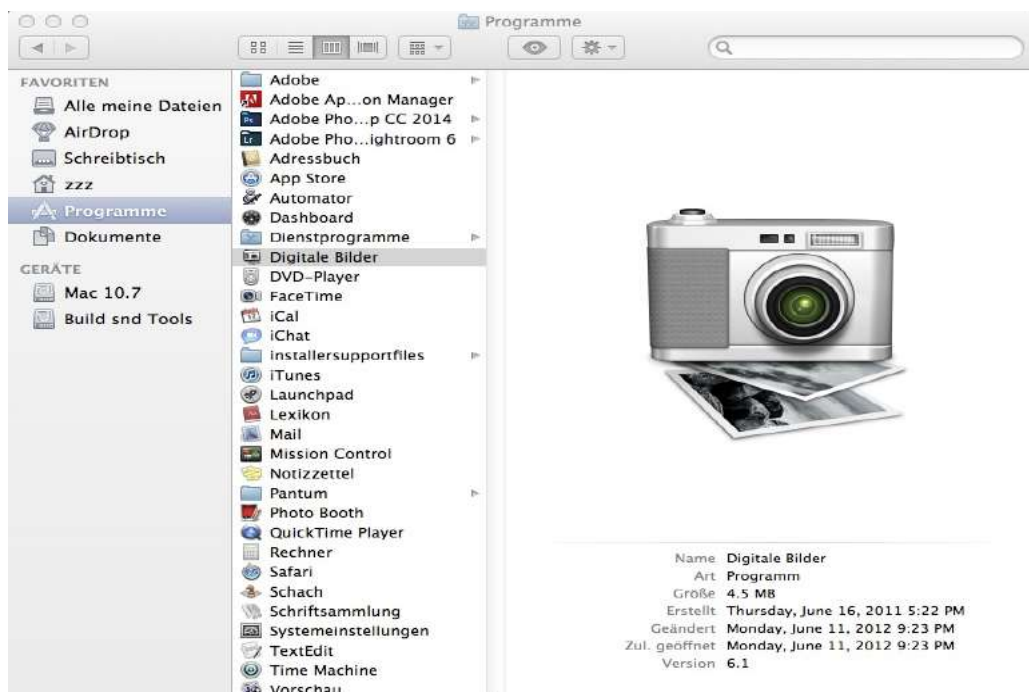 Programme
FAVORITEN
Alle meine Dateien
AirDrop
Schreibtisch
zzz
Programme
Dokumente
GERÄTE
Mac 10.7
Build snd Tools
Adobe
Adobe Ap...on Manager
Adobe Pho...p CC 2014
Adobe Pho...ightroom 6
Adressbuch
App Store
Automator
Dashboard
Dienstprogramme
Digitale Bilder
DVD-Player
FaceTime
iCal
iChat
installersupportfiles
iTunes
Launchpad
Lexikon
Mail
Mission Control
Notizzettel
Pantum
Photo Booth
QuickTime Player
Rechner
Safari
Schach
Schriftsammlung
Systemeinstellungen
TextEdit
Time Machine
Vorschau
Name Digitale Bilder
Art Programm
Größe 4.5 MB
Erstellt Thursday, June 16, 2011 5:22 PM
Geändert Monday, June 11, 2012 9:23 PM
Zul. geöffnet Monday, June 11, 2012 9:23 PM
Version 6.1